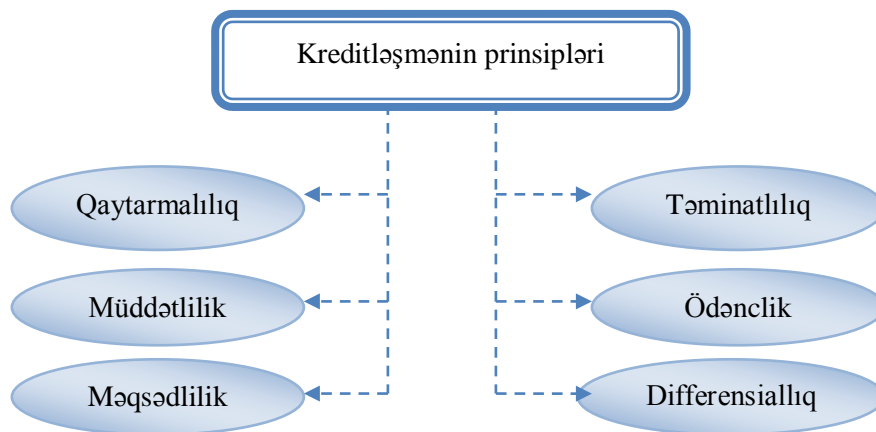 Kreditləşmənin prinsipləri
Qaytarmalılıq
Təminatlılıq
Müddətlilik
Ödənclik
Məqsədlilik
Differensiallıq